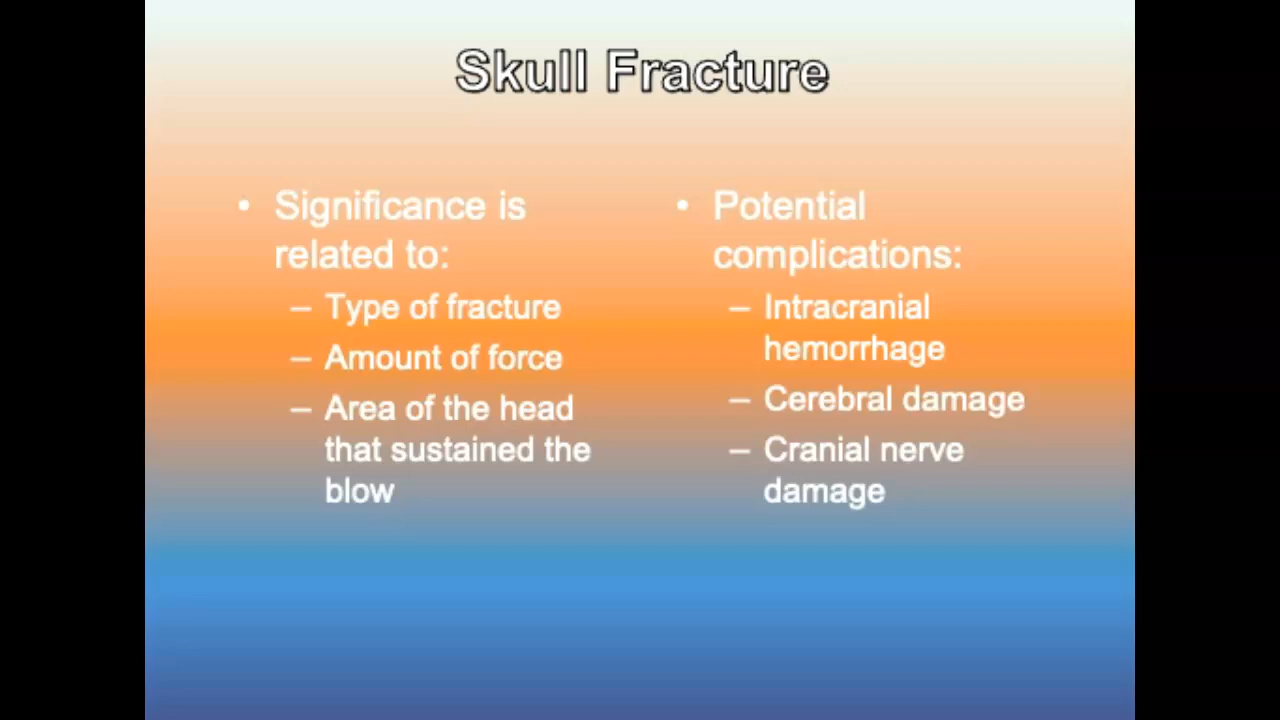 Skull Fracture
• Significance is
related to:
– Type of fracture
– Amount of force
– Area of the head
that sustained the
blow
• Potential
complications:
– Intracranial
hemorrhage
– Cerebral damage
– Cranial nerve
damage